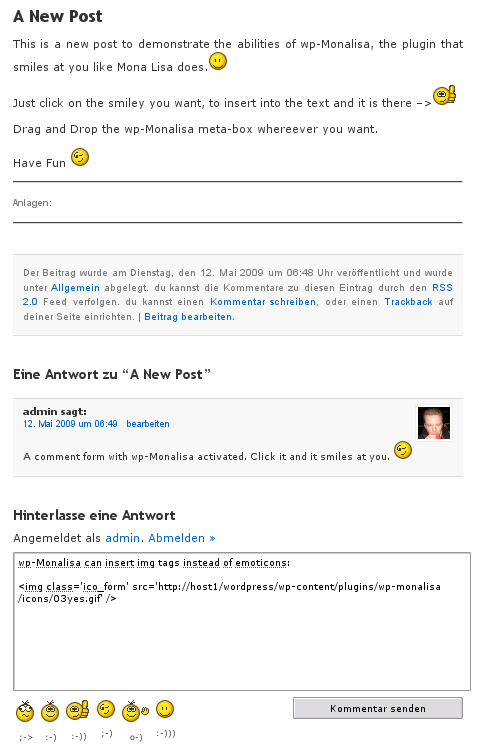 A New Post
This is a new post to demonstrate the abilities of wp-Monalisa, the plugin that
smiles at you like Mona Lisa does.
Just click on the smiley you want, to insert into the text and it is there –>
Drag and Drop the wp-Monalisa meta-box whereever you want.
Have Fun
Anlagen:
Der Beitrag wurde am Dienstag, den 12. Mai 2009 um 06:48 Uhr veröffentlicht und wurde
unter Allgemein abgelegt. du kannst die Kommentare zu diesen Eintrag durch den RSS
2.0 Feed verfolgen. du kannst einen Kommentar schreiben, oder einen Trackback auf
deiner Seite einrichten. | Beitrag bearbeiten.
Eine Antwort zu “A New Post”
admin sagt:
12. Mai 2009 um 06:49 · bearbeiten
A comment form with wp-Monalisa activated. Click it and it smiles at you.
Hinterlasse eine Antwort
Angemeldet als admin. Abmelden »
wp-Monalisa can insert img tags instead of emoticons:
<img class='ico_form' src='http://host1/wordpress/wp-content/plugins/wp-monalisa
/icons/03yes.gif' />
Kommentar senden
;-> :-) :-)) ;-) o-) :-)))